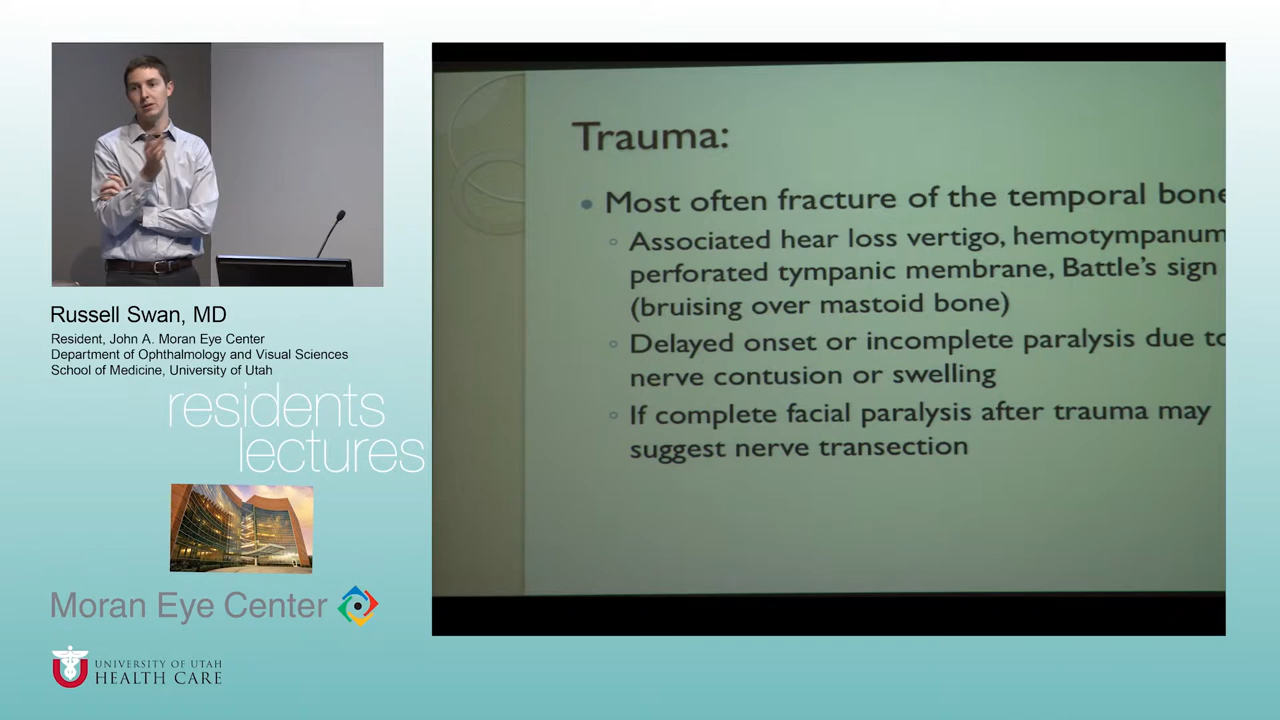 Russell Swan, MD
Resident, John A. Moran Eye Center
Department of Ophthalmology and Visual Sciences
School of Medicine, University of Utah
residents
lectures
Moran Eye Center
UNIVERSITY OF UTAH
HEALTH CARE
Trauma:
Most often fracture of the temporal bone
Associated hear loss vertigo, hemotympanum
perforated tympanic membrane, Battle's sign
(bruising over mastoid bone)
Delayed onset or incomplete paralysis due to
nerve contusion or swelling
If complete facial paralysis after trauma may
suggest nerve transection